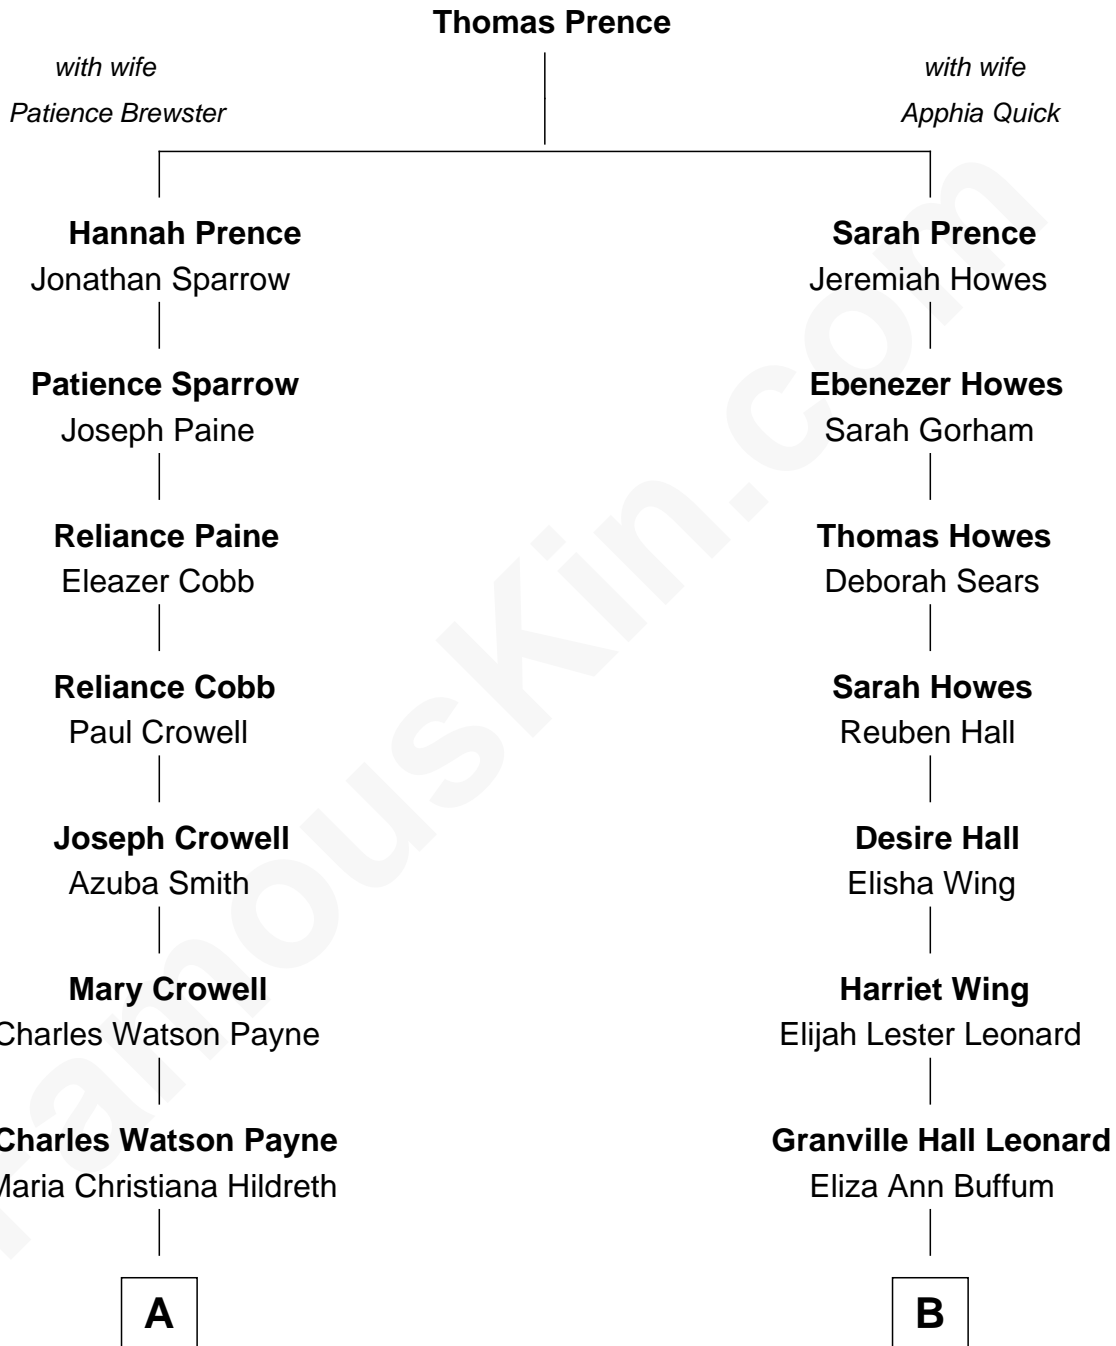 Thomas Prence
with wife
Patience Brewster
with wife
Apphia Quick
Hannah Prence
Jonathan Sparrow
Sarah Prence
Jeremiah Howes
Patience Sparrow
Joseph Paine
Ebenezer Howes
Sarah Gorham
Reliance Paine
Eleazer Cobb
Thomas Howes
Deborah Sears
Reliance Cobb
Paul Crowell
Sarah Howes
Reuben Hall
Joseph Crowell
Azuba Smith
Desire Hall
Elisha Wing
Mary Crowell
Charles Watson Payne
Harriet Wing
Elijah Lester Leonard
Charles Watson Payne
Maria Christiana Hildreth
Granville Hall Leonard
Eliza Ann Buffum
A
B
FamousKin.com